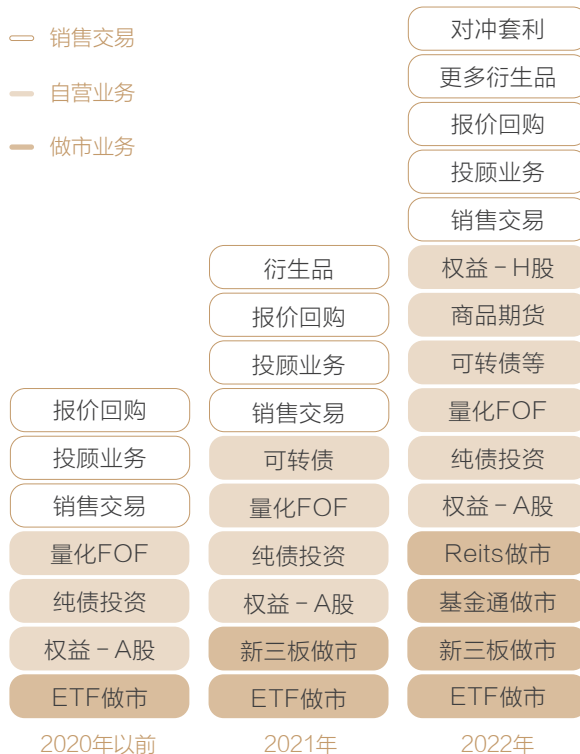 销售交易
自营业务
做市业务
报价回购
投顾业务
销售交易
量化FOF
纯债投资
权益-A股
ETF做市
2020年以前
衍生品
报价回购
投顾业务
销售交易
可转债
量化FOF
纯债投资
权益-A股
新三板做市
ETF做市
2021年
对冲套利
更多衍生品
报价回购
投顾业务
销售交易
权益-H股
商品期货
可转债等
量化FOF
纯债投资
权益-A股
Reits做市
基金通做市
新三板做市
ETF做市
2022年